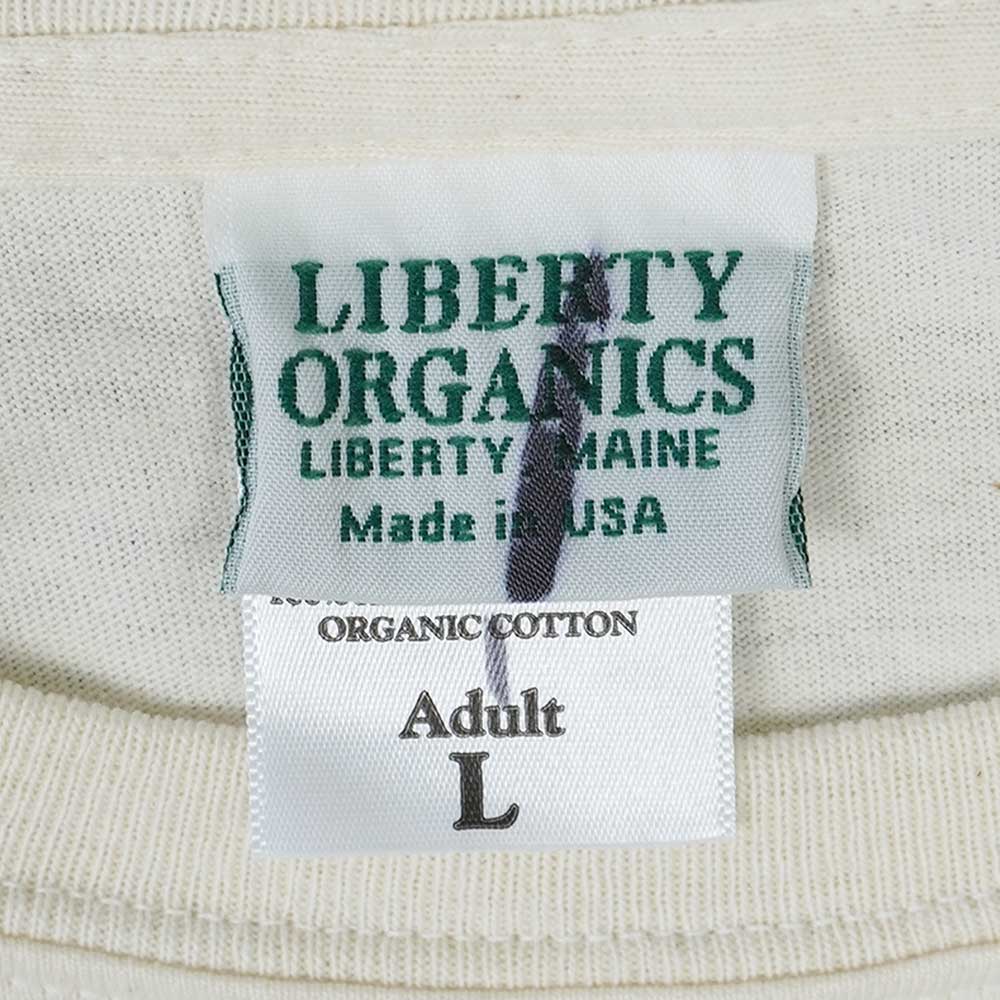 LIBERTY
ORGANICS
LIBERTY MAINE
Made in USA
ORGANIC COTTON
Adult
L